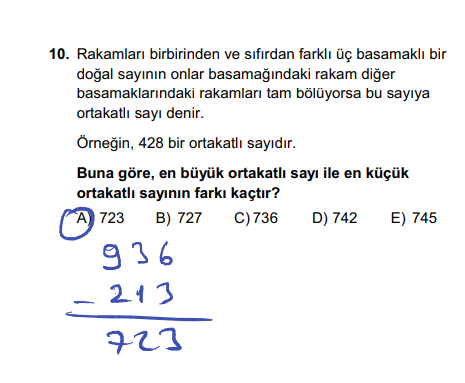 10. Rakamları birbirinden ve sıfırdan farklı üç basamaklı bir
doğal sayının onlar basamağındaki rakam diğer
basamaklarındaki rakamları tam bölüyorsa bu sayıya
ortakatlı sayı denir.
Örneğin, 428 bir ortakatlı sayıdır.
Buna göre, en büyük ortakatlı sayı ile en küçük
ortakatlı sayının farkı kaçtır?
A) 723 B) 727 C) 736 D) 742 E) 745
936
- 213
723